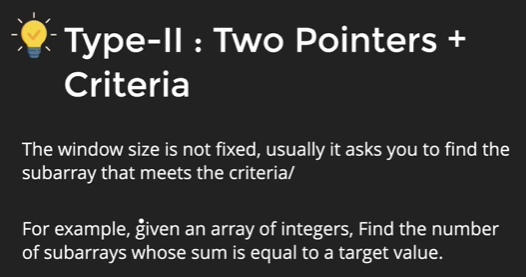 Type-II : Two Pointers +
Criteria
The window size is not fixed, usually it asks you to find the
subarray that meets the criteria/
For example, given an array of integers, Find the number
of subarrays whose sum is equal to a target value.